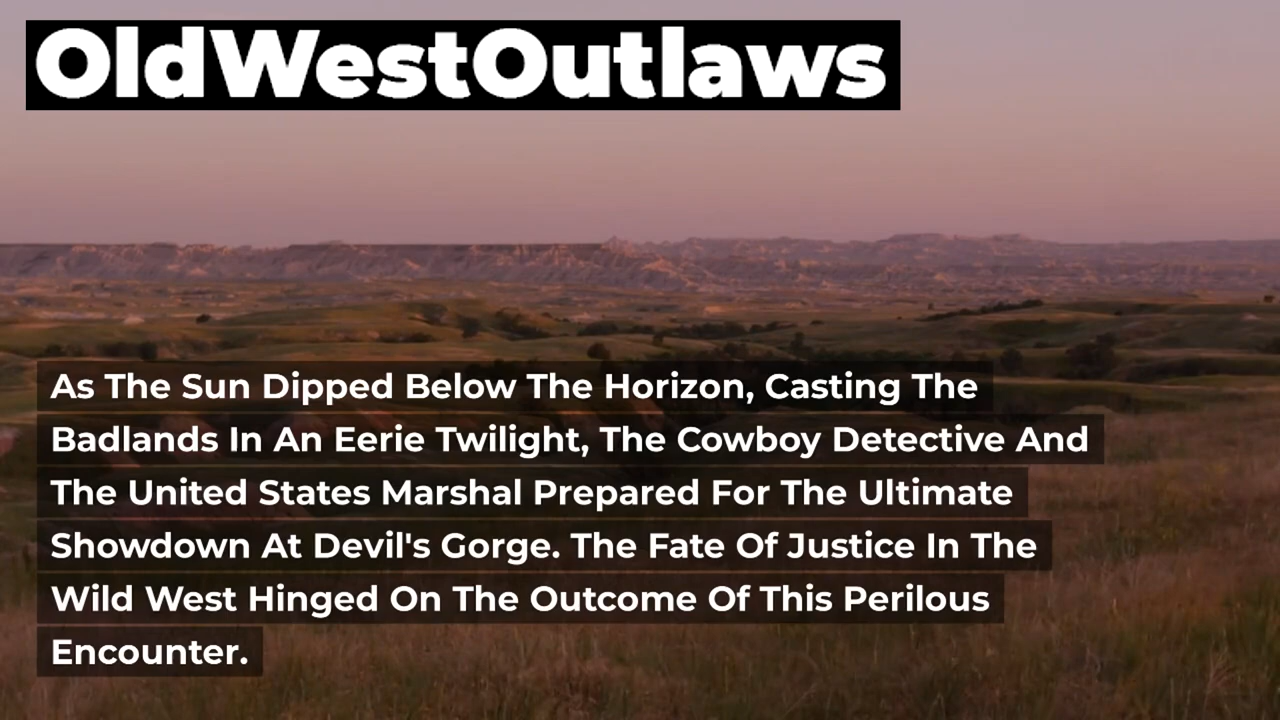 OldWestOutlaws
As The Sun Dipped Below The Horizon, Casting The
Badlands In An Eerie Twilight, The Cowboy Detective And
The United States Marshal Prepared For The Ultimate
Showdown At Devil's Gorge. The Fate Of Justice In The
Wild West Hinged On The Outcome Of This Perilous
Encounter.